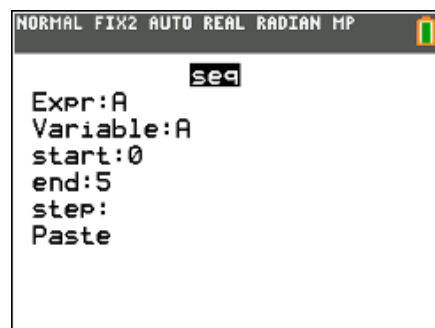 NORMAL FIX2 AUTO REAL RADIAN MP
seq
Expr:A
Variable:A
start:0
end:5
step:
Paste